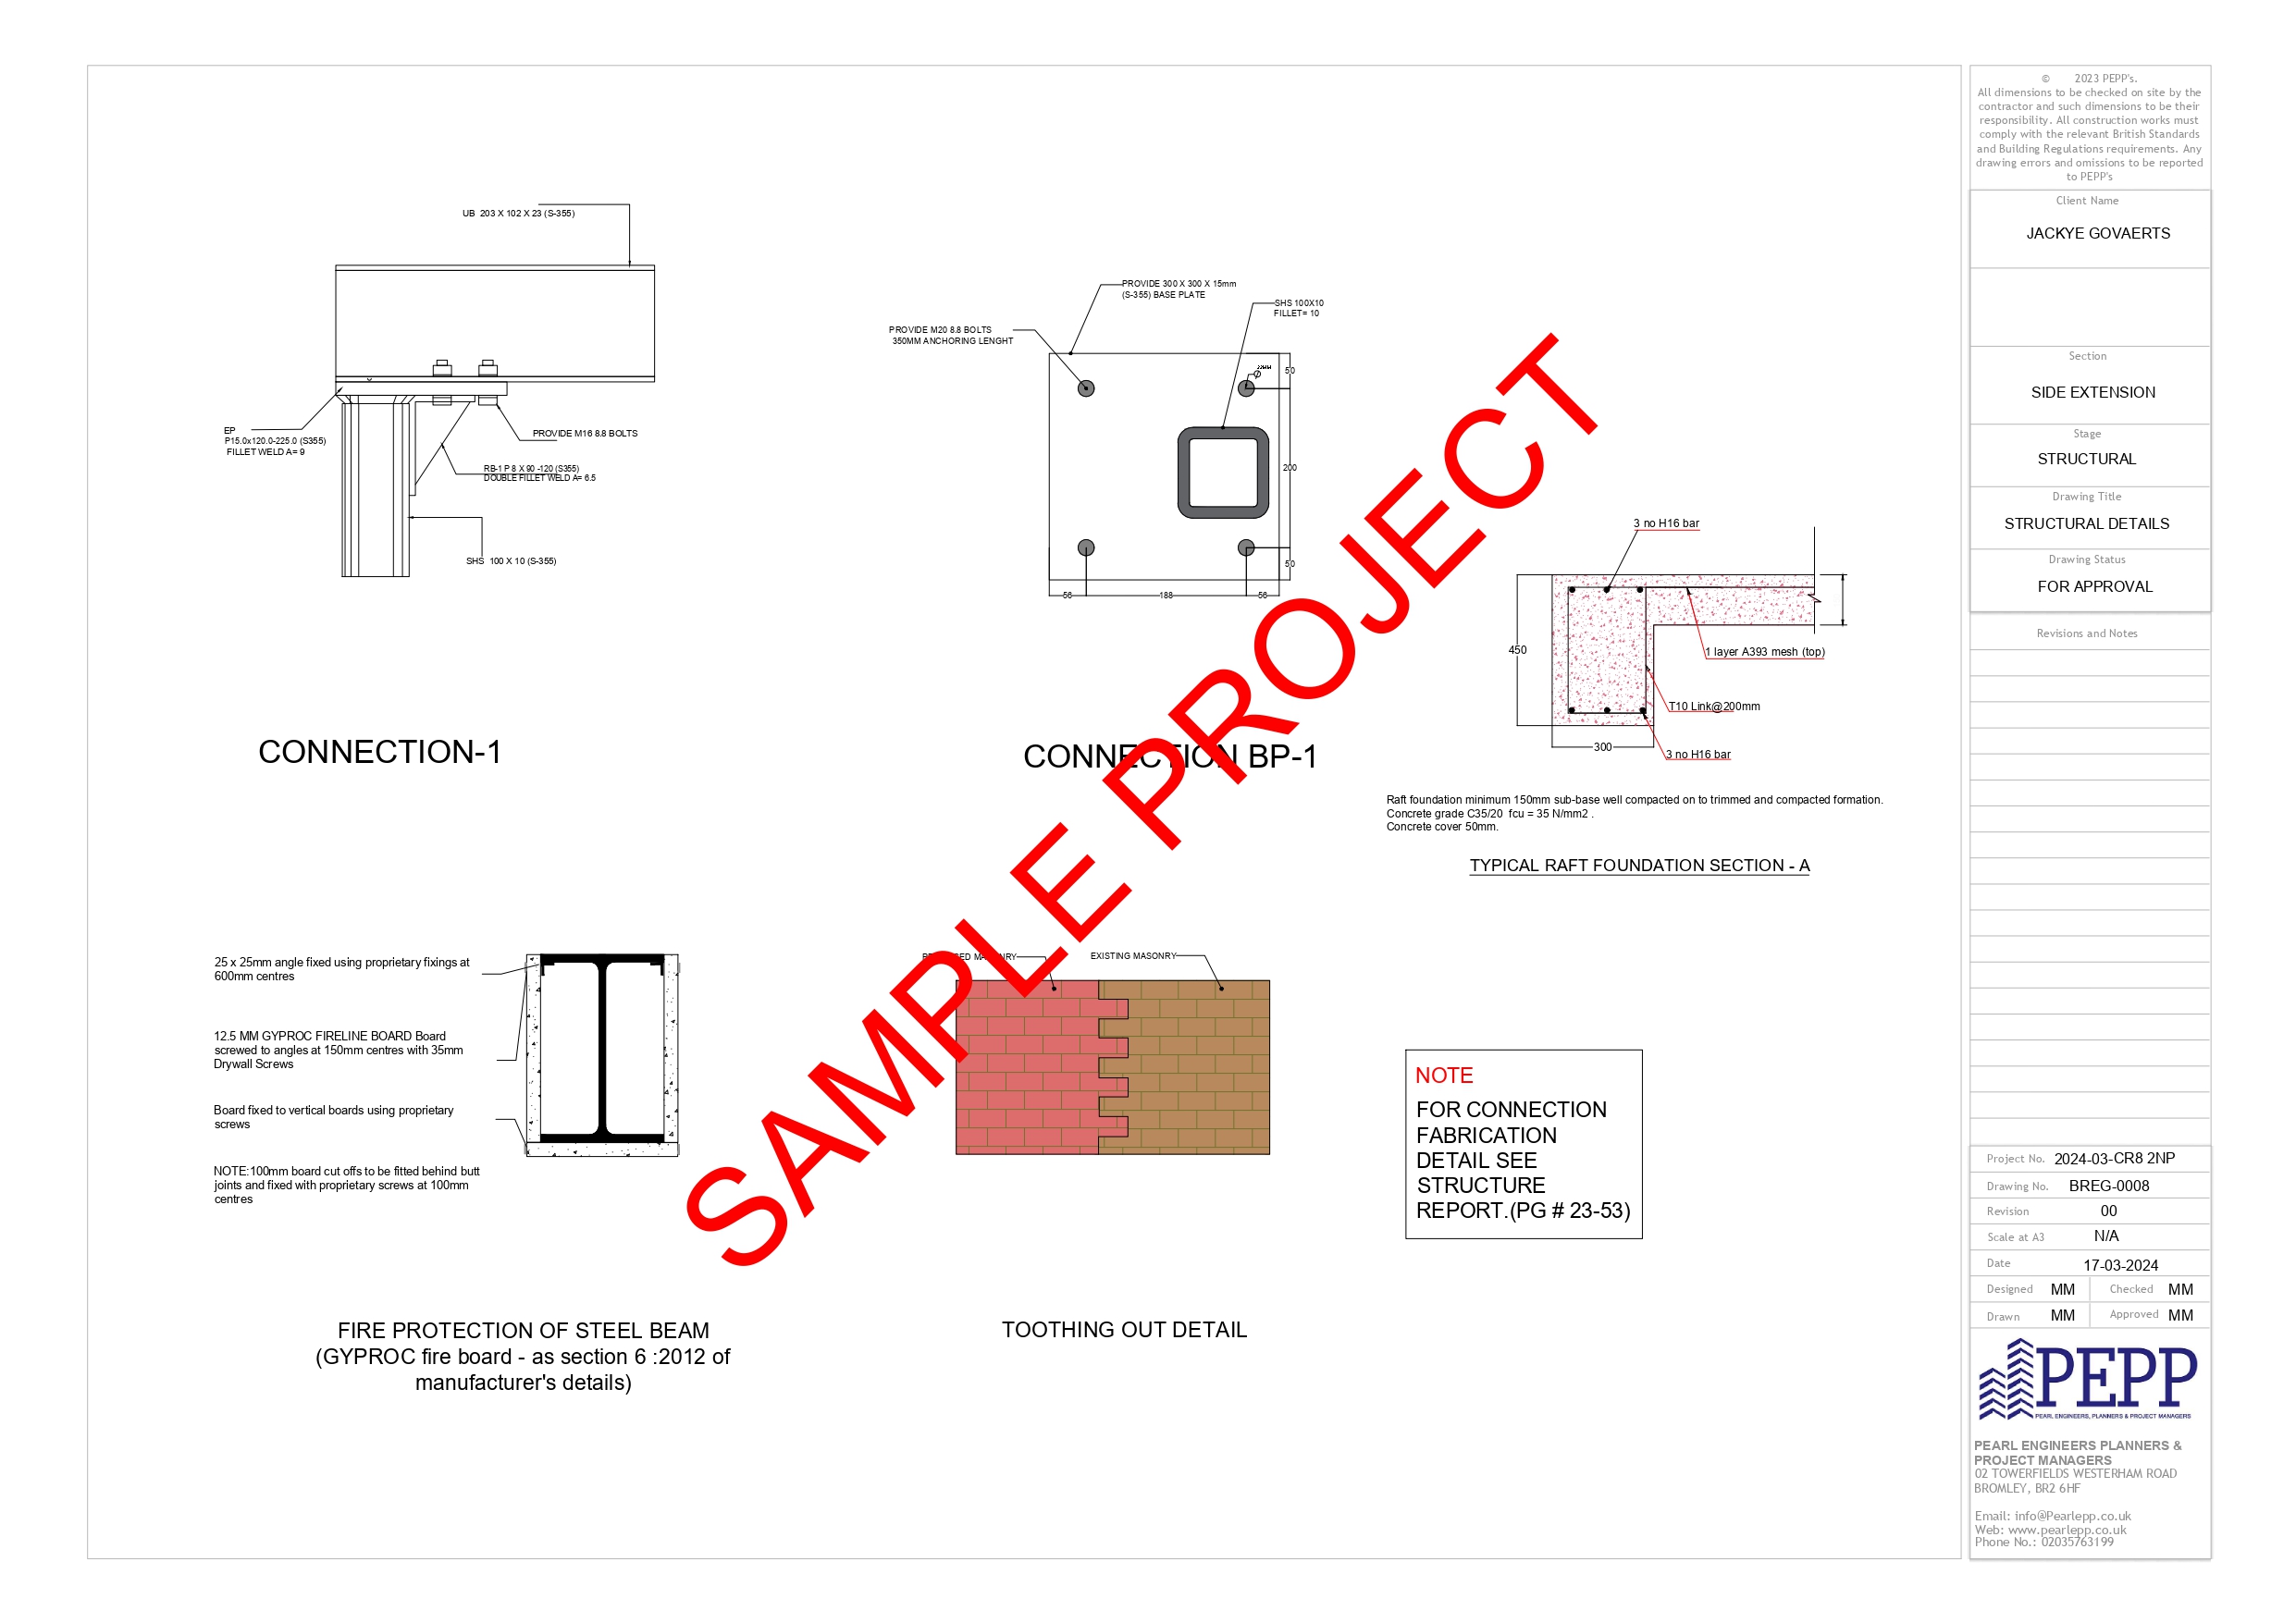 UB 203 X 102 X 23 (S-355)
EP
P15.0x120.0-225.0 (S355)
FILLET WELD A= 9
PROVIDE M16 8.8 BOLTS
RB-1 P 8 X 90 -120 (S355)
DOUBLE FILLET WELD A= 6.5
SHS 100 X 10 (S-355)
CONNECTION-1
PROVIDE 300 X 300 X 15mm
(S-355) BASE PLATE
SHS 100X10
FILLET= 10
PROVIDE M20 8.8 BOLTS
350MM ANCHORING LENGHT
22MM
50
200
50
56
188
56
CONNECTION BP-1
3 no H16 bar
450
1 layer A393 mesh (top)
T10 Link@200mm
300
3 no H16 bar
Raft foundation minimum 150mm sub-base well compacted on to trimmed and compacted formation.
Concrete grade C35/20 fcu = 35 N/mm2 .
Concrete cover 50mm.
TYPICAL RAFT FOUNDATION SECTION - A
25 x 25mm angle fixed using proprietary fixings at
600mm centres
12.5 MM GYPROC FIRELINE BOARD Board
screwed to angles at 150mm centres with 35mm
Drywall Screws
Board fixed to vertical boards using proprietary
screws
NOTE:100mm board cut offs to be fitted behind butt
joints and fixed with proprietary screws at 100mm
centres
FIRE PROTECTION OF STEEL BEAM
(GYPROC fire board - as section 6 :2012 of
manufacturer's details)
MASONRY
EXISTING MASONRY
TOOTHING OUT DETAIL
NOTE
FOR CONNECTION
FABRICATION
DETAIL SEE
STRUCTURE
REPORT.(PG # 23-53)
SAMPLE PROJECT
© 2023 PEPP's.
All dimensions to be checked on site by the
contractor and such dimensions to be their
responsibility. All construction works must
comply with the relevant British Standards
and Building Regulations requirements. Any
drawing errors and omissions to be reported
to PEPP's
Client Name
JACKYE GOVAERTS
Section
SIDE EXTENSION
Stage
STRUCTURAL
Drawing Title
STRUCTURAL DETAILS
Drawing Status
FOR APPROVAL
Revisions and Notes
Project No. 2024-03-CR8 2NP
Drawing No. BREG-0008
Revision 00
Scale at A3 N/A
Date 17-03-2024
Designed MM Checked MM
Drawn MM Approved MM
PEPP
PEARL ENGINEERS, PLANNERS & PROJECT MANAGERS
PEARL ENGINEERS PLANNERS &
PROJECT MANAGERS
02 TOWERFIELDS WESTERHAM ROAD
BROMLEY, BR2 6HF
Email: info@Pearlepp.co.uk
Web: www.pearlepp.co.uk
Phone No.: 02035763199